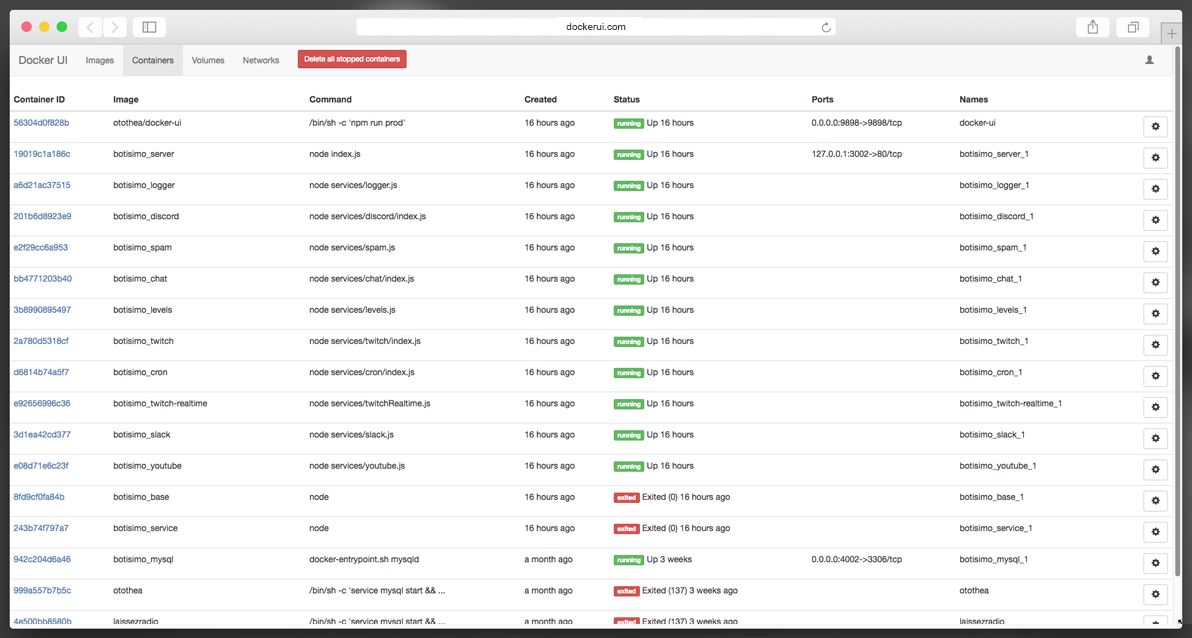 dockerui.com
Docker UI Images Containers Volumes Networks Delete all stopped containers
Container ID Image Command Created Status Ports Names
56304d0f828b otothea/docker-ui /bin/sh -c 'npm run prod' 16 hours ago running Up 16 hours 0.0.0.0:9898->9898/tcp docker-ui
19019c1a186c botisimo_server node index.js 16 hours ago running Up 16 hours 127.0.0.1:3002->80/tcp botisimo_server_1
a6d21ac37515 botisimo_logger node services/logger.js 16 hours ago running Up 16 hours botisimo_logger_1
201b6d8923e9 botisimo_discord node services/discord/index.js 16 hours ago running Up 16 hours botisimo_discord_1
e2f29cc6a953 botisimo_spam node services/spam.js 16 hours ago running Up 16 hours botisimo_spam_1
bb4771203b40 botisimo_chat node services/chat/index.js 16 hours ago running Up 16 hours botisimo_chat_1
3b8990895497 botisimo_levels node services/levels.js 16 hours ago running Up 16 hours botisimo_levels_1
2a780d5318cf botisimo_twitch node services/twitch/index.js 16 hours ago running Up 16 hours botisimo_twitch_1
d6814b74a5f7 botisimo_cron node services/cron/index.js 16 hours ago running Up 16 hours botisimo_cron_1
e92656996c36 botisimo_twitch-realtime node services/twitchRealtime.js 16 hours ago running Up 16 hours botisimo_twitch-realtime_1
3d1ea42cd377 botisimo_slack node services/slack.js 16 hours ago running Up 16 hours botisimo_slack_1
e08d71e6c23f botisimo_youtube node services/youtube.js 16 hours ago running Up 16 hours botisimo_youtube_1
8fd9cf0fa84b botisimo_base node 16 hours ago exited Exited (0) 16 hours ago botisimo_base_1
243b74f797a7 botisimo_service node 16 hours ago exited Exited (0) 16 hours ago botisimo_service_1
942c204d6a46 botisimo_mysql docker-entrypoint.sh mysqld a month ago running Up 3 weeks 0.0.0.0:4002->3306/tcp botisimo_mysql_1
999a557b7b5c otothea /bin/sh -c 'service mysql start && ... a month ago exited Exited (137) 3 weeks ago otothea
4e500bb8580b laissezradio /bin/sh -c 'service mysql start && ... a month ago exited Exited (137) 3 weeks ago laissezradio